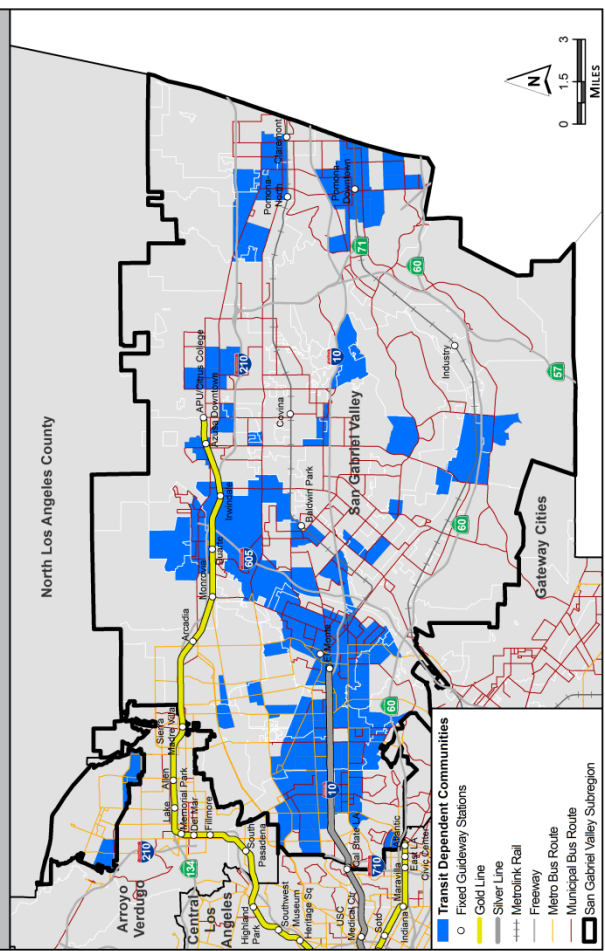 North Los Angeles County
Arroyo
Verdugo
Central
Los
Angeles
San Gabriel Valley
Gateway Cities
Sierra
Madre Villa
Allen
Lake
Memorial Park
Del Mar
Fillmore
South
Pasadena
Highland
Park
Southwest
Museum
Heritage Sq
Arcadia
Monrovia
Duarte
Irwindale
Azusa Downtown
APU/Citrus College
Pomona-
North
Claremont
Pomona-
Downtown
Covina
Baldwin Park
El Monte
Industry
Cal State LA
USC
Medical Ctr
Soto
Indiana
Maravilla
East LA
Civic Center
Atlantic
210
134
210
605
10
10
710
60
60
60
71
57
N
0 1.5 3
MILES
Transit Dependent Communities
Fixed Guideway Stations
Gold Line
Silver Line
Metrolink Rail
Freeway
Metro Bus Route
Municipal Bus Route
San Gabriel Valley Subregion